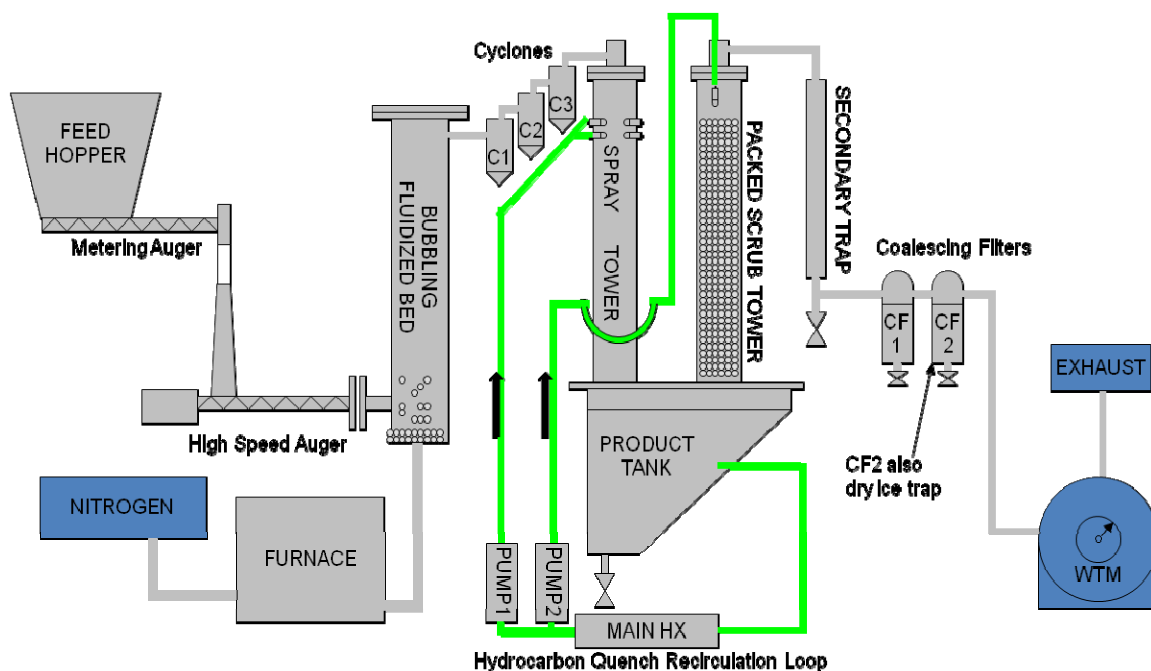 Cyclones
FEED
HOPPER
C1
C2
C3
Metering Auger
BUBBLING
FLUIDIZED BED
SPRAY TOWER
PACKED SCRUB TOWER
SECONDARY TRAP
Coalescing Filters
CF
1
CF
2
EXHAUST
High Speed Auger
PRODUCT
TANK
CF2 also
dry ice trap
NITROGEN
FURNACE
PUMP1
PUMP2
WTM
MAIN HX
Hydrocarbon Quench Recirculation Loop